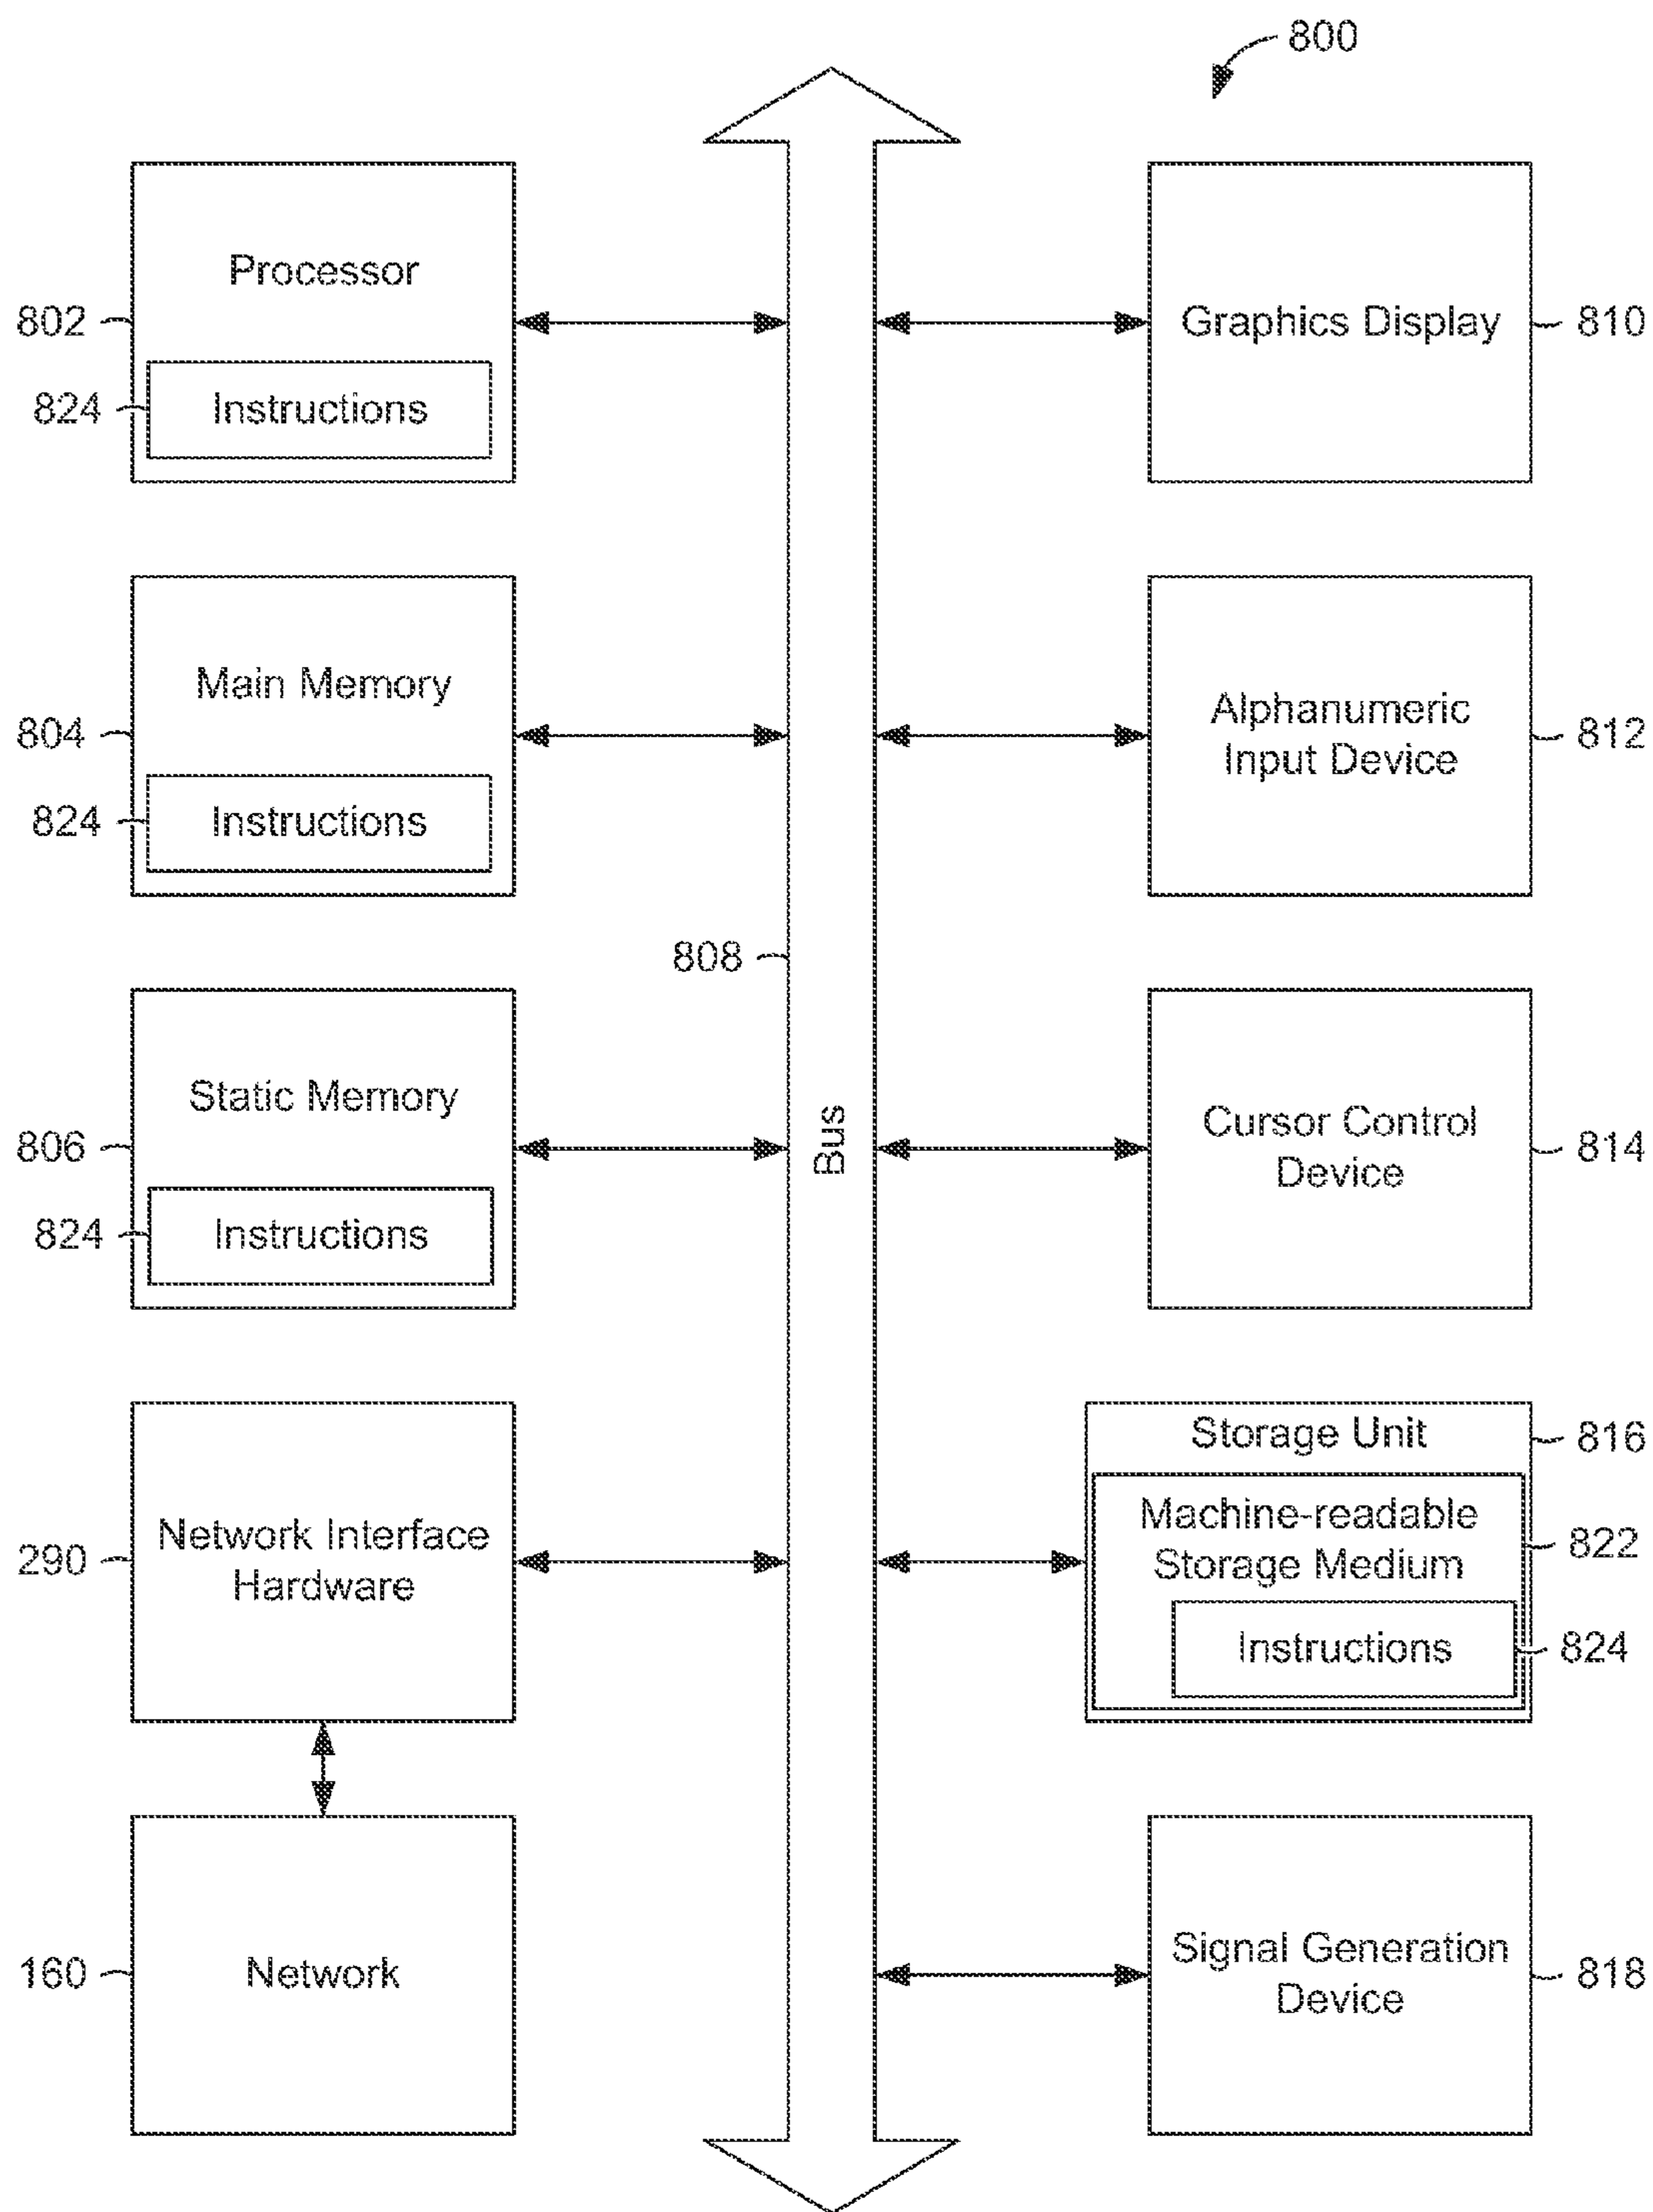 800
Processor
802
824
Instructions
Graphics Display
810
Main Memory
804
824
Instructions
Alphanumeric
Input Device
812
808
Bus
Static Memory
806
824
Instructions
Cursor Control
Device
814
Network Interface
Hardware
290
Storage Unit
816
Machine-readable
Storage Medium
822
Instructions
824
Network
160
Signal Generation
Device
818